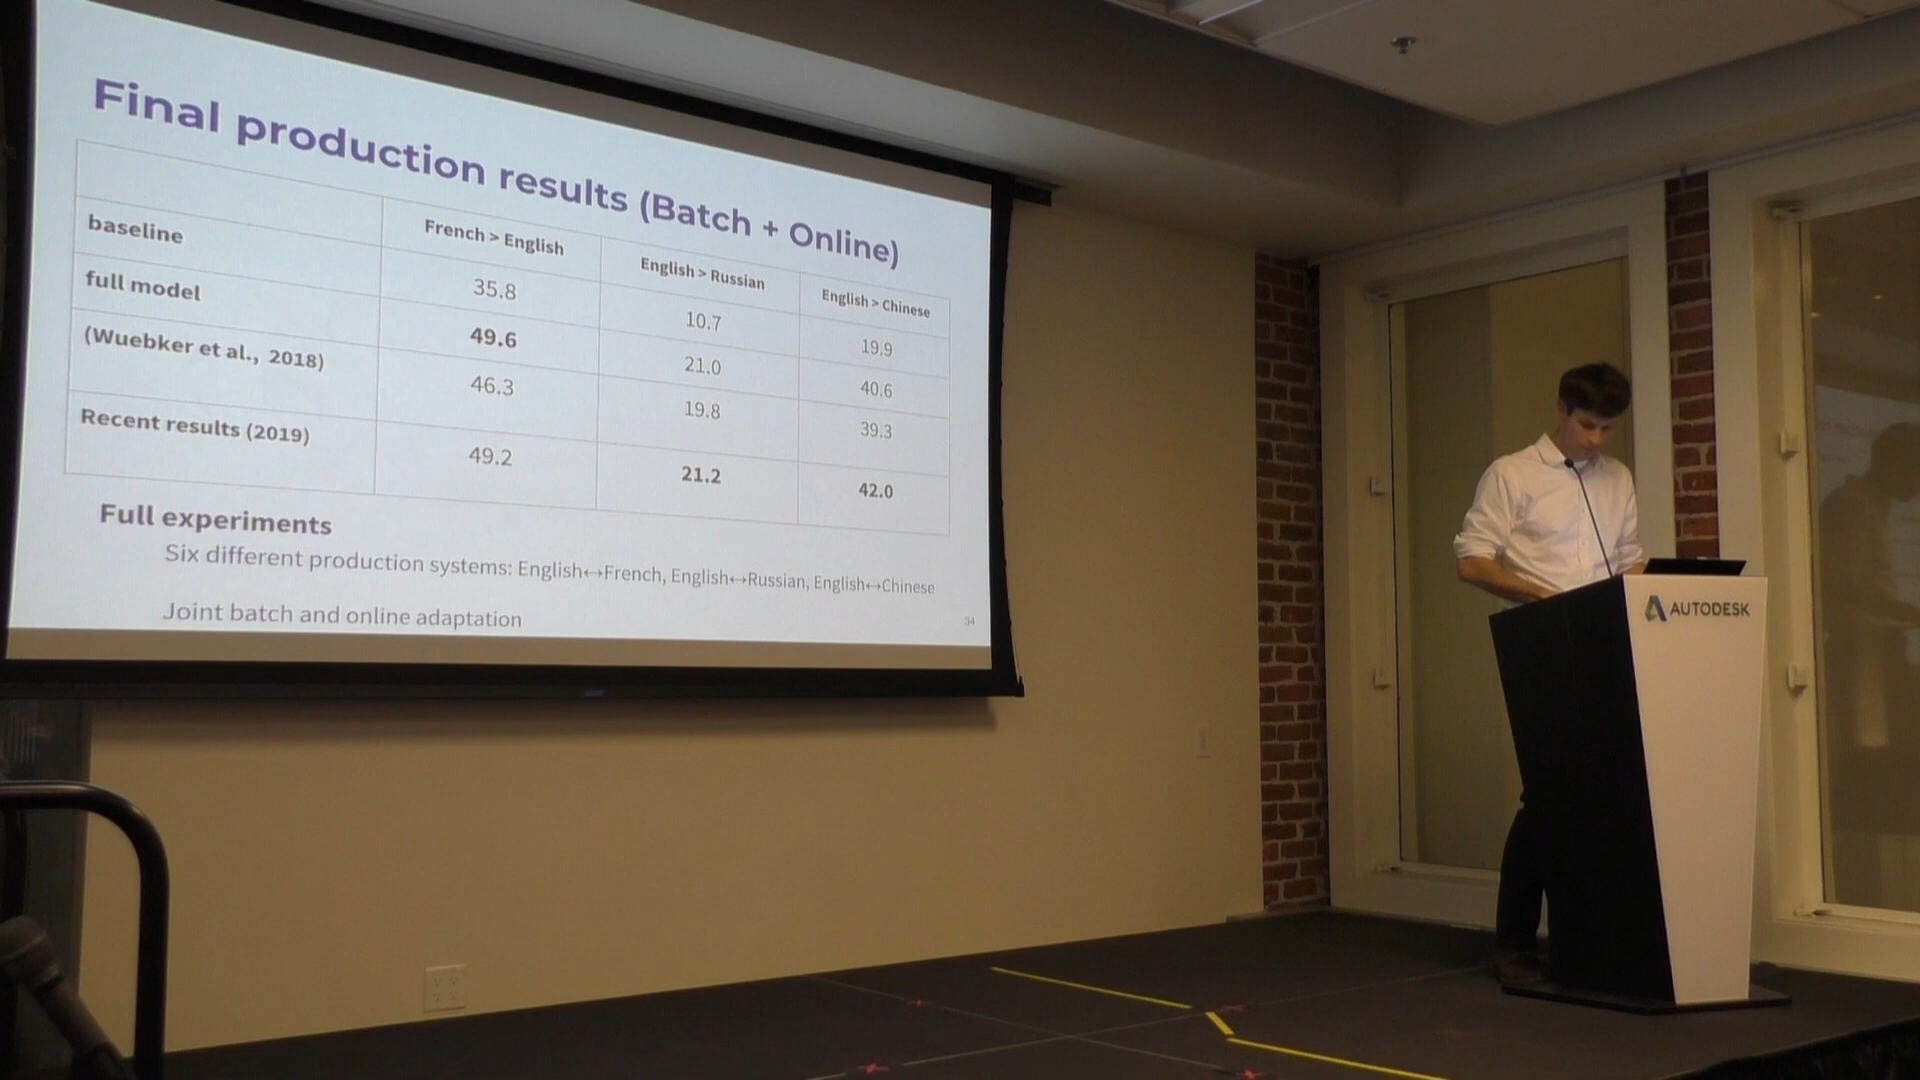 Final production results (Batch + Online)
French > English English > Russian English > Chinese
baseline 35.8 10.7 19.9
full model 49.6 21.0 40.6
(Wuebker et al., 2018) 46.3 19.8 39.3
Recent results (2019) 49.2 21.2 42.0
Full experiments
Six different production systems: English↔French, English↔Russian, English↔Chinese
Joint batch and online adaptation
34
AUTODESK